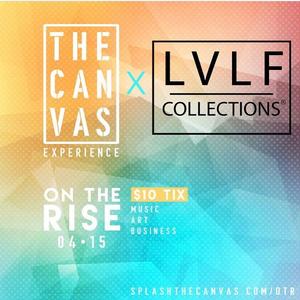 THE
CAN
VAS
EXPERIENCE
X
LVLF
COLLECTIONS®
ON THE
RISE
04•15
$10 TIX
MUSIC
ART
BUSINESS
SPLASHTHECANVAS.COM/OTR